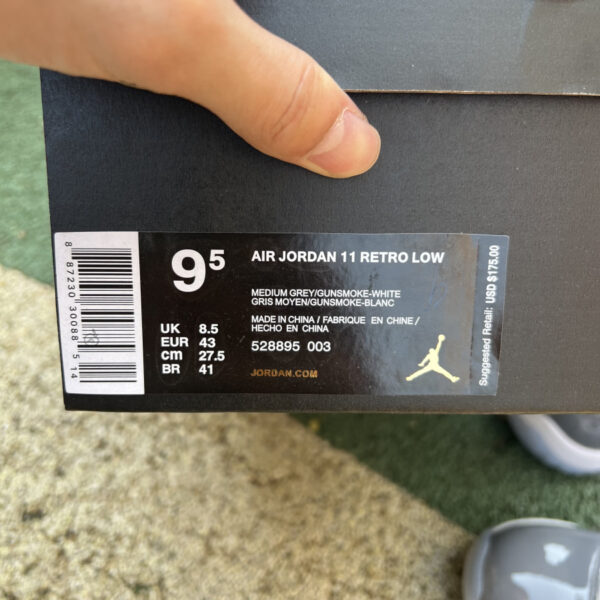 9 5
AIR JORDAN 11 RETRO LOW
MEDIUM GREY/GUNSMOKE-WHITE
GRIS MOYEN/GUNSMOKE-BLANC
MADE IN CHINA / FABRIQUE EN CHINE /
HECHO EN CHINA
528895 003
JORDAN.COM
UK 8.5
EUR 43
cm 27.5
BR 41
8 87230 30088 5 14
Suggested Retail: USD $175.00